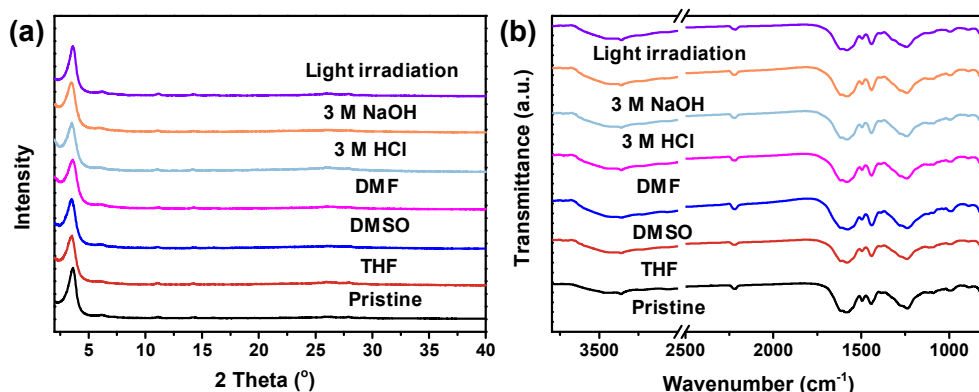 (a)
Intensity
Light irradiation
3 M NaOH
3 M HCl
DMF
DMSO
THF
Pristine
5 10 15 20 25 30 35 40
2 Theta (°)
(b)
Transmittance (a.u.)
Light irradiation
3 M NaOH
3 M HCl
DMF
DMSO
THF
Pristine
3500 2500 2000 1500 1000
Wavenumber (cm⁻¹)